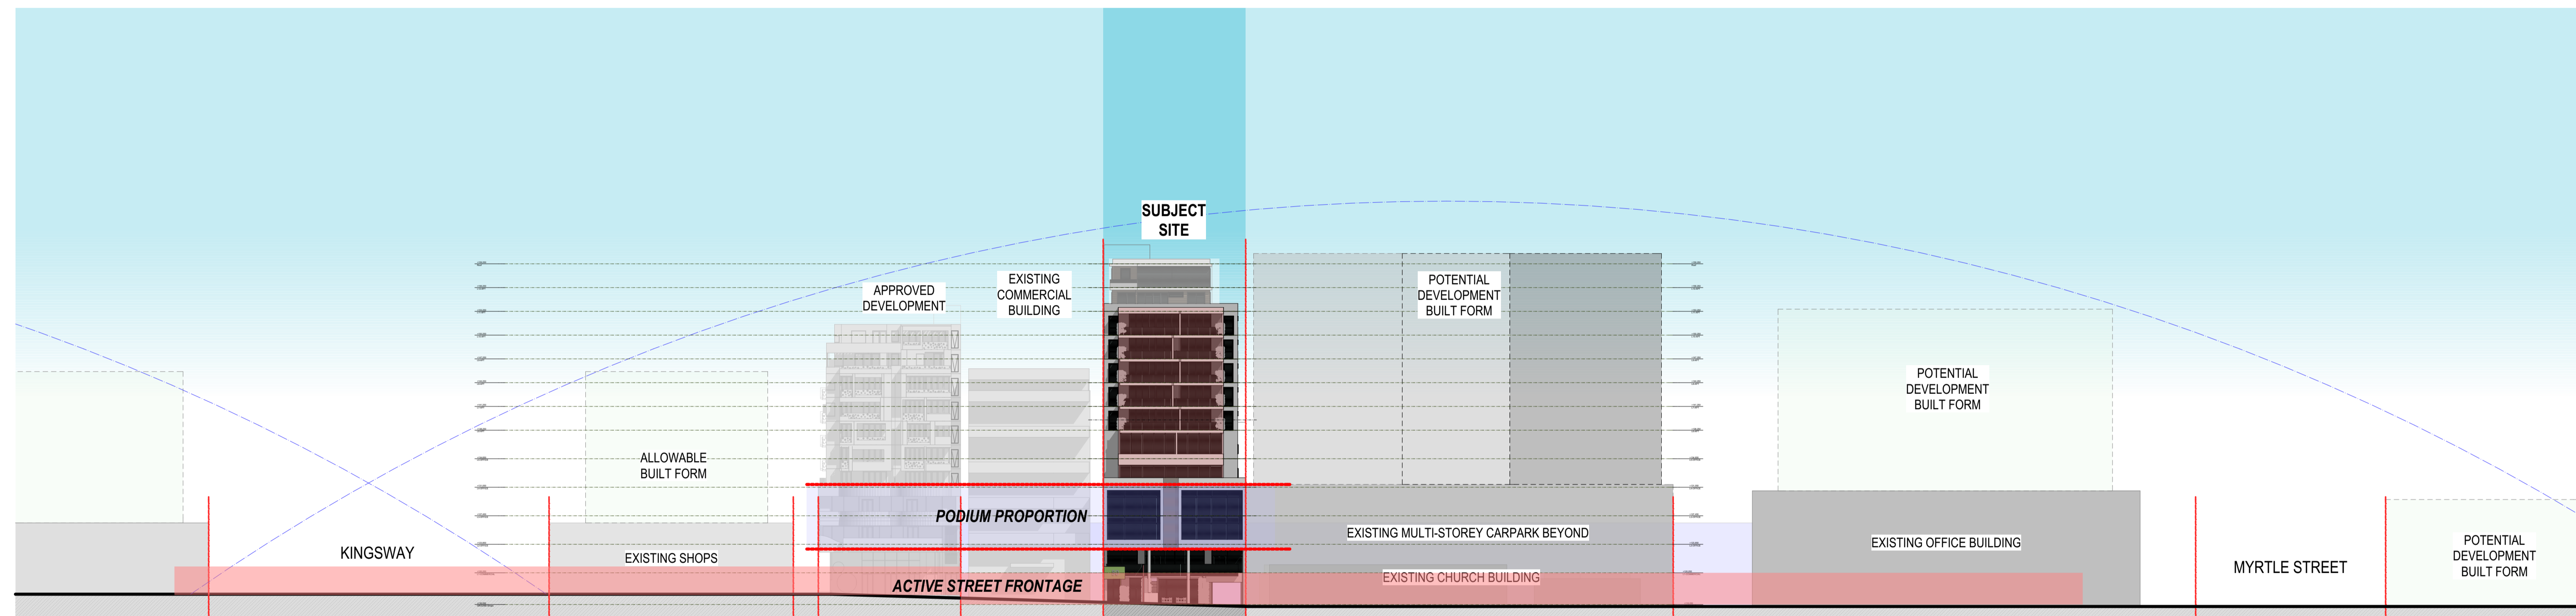 SUBJECT
SITE
APPROVED
DEVELOPMENT
EXISTING
COMMERCIAL
BUILDING
POTENTIAL
DEVELOPMENT
BUILT FORM
POTENTIAL
DEVELOPMENT
BUILT FORM
ALLOWABLE
BUILT FORM
PODIUM PROPORTION
KINGSWAY
EXISTING SHOPS
EXISTING MULTI-STOREY CARPARK BEYOND
EXISTING OFFICE BUILDING
ACTIVE STREET FRONTAGE
EXISTING CHURCH BUILDING
MYRTLE STREET
POTENTIAL
DEVELOPMENT
BUILT FORM